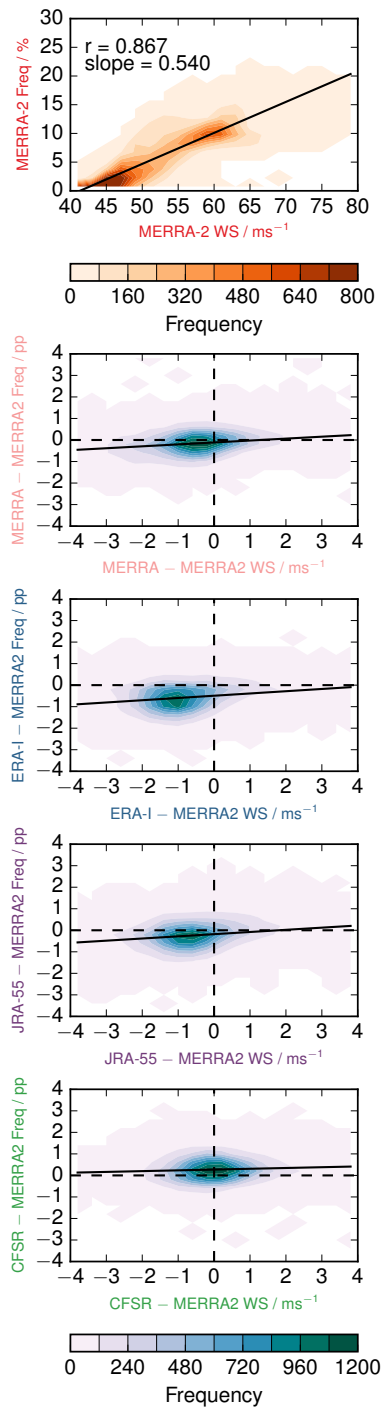 30
25
20
15
10
5
0
MERRA-2 Freq / %
r = 0.867
slope = 0.540
40 45 50 55 60 65 70 75 80
MERRA-2 WS / ms⁻¹
0 160 320 480 640 800
Frequency
4
3
2
1
0
−1
−2
−3
−4
MERRA − MERRA2 Freq / pp
−4 −3 −2 −1 0 1 2 3 4
MERRA − MERRA2 WS / ms⁻¹
4
3
2
1
0
−1
−2
−3
−4
ERA-I − MERRA2 Freq / pp
−4 −3 −2 −1 0 1 2 3 4
ERA-I − MERRA2 WS / ms⁻¹
4
3
2
1
0
−1
−2
−3
−4
JRA-55 − MERRA2 Freq / pp
−4 −3 −2 −1 0 1 2 3 4
JRA-55 − MERRA2 WS / ms⁻¹
4
3
2
1
0
−1
−2
−3
−4
CFSR − MERRA2 Freq / pp
−4 −3 −2 −1 0 1 2 3 4
CFSR − MERRA2 WS / ms⁻¹
0 240 480 720 960 1200
Frequency